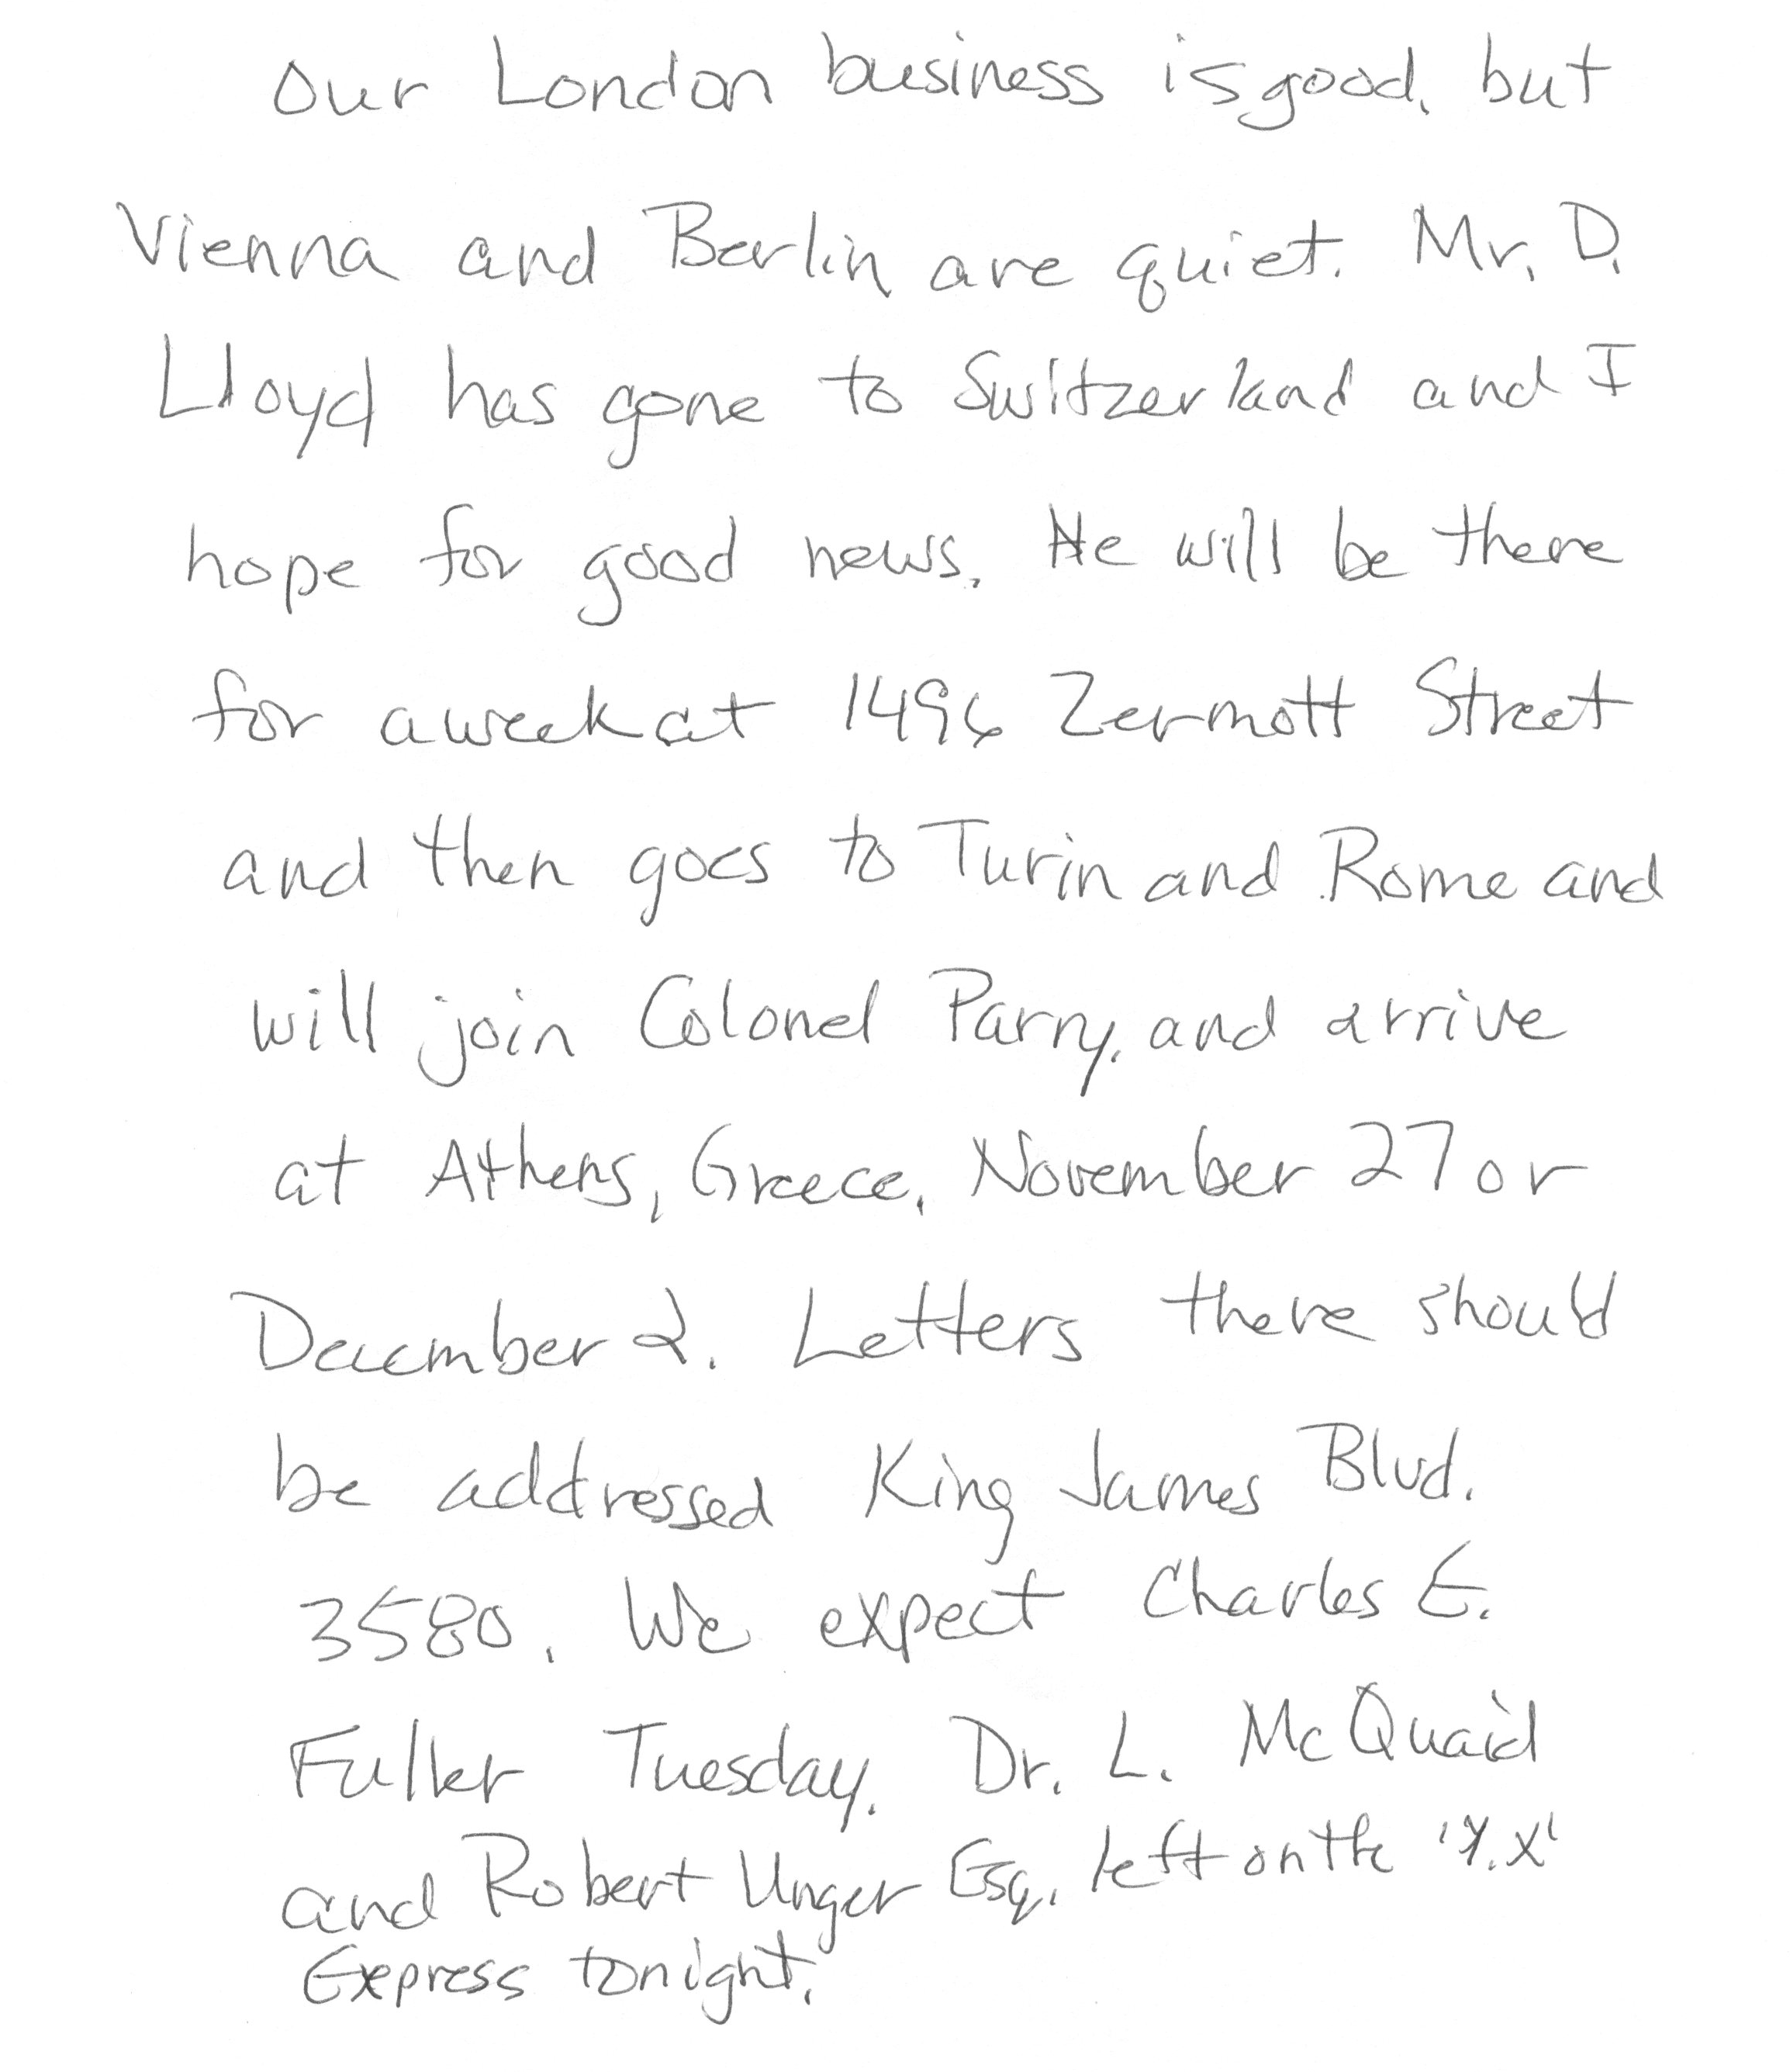 Our London business is good, but
Vienna and Berlin are quiet. Mr. D.
Lloyd has gone to Switzerland and I
hope for good news. He will be there
for a week at 1496 Zermott Street
and then goes to Turin and Rome and
will join Colonel Parry, and arrive
at Athens, Greece, November 27 or
December 2. Letters there should
be addressed King James Blvd.
3580. We expect Charles E.
Fuller Tuesday. Dr. L. McQuaid
and Robert Unger Esq. left on the 'Y.X'
Express tonight.